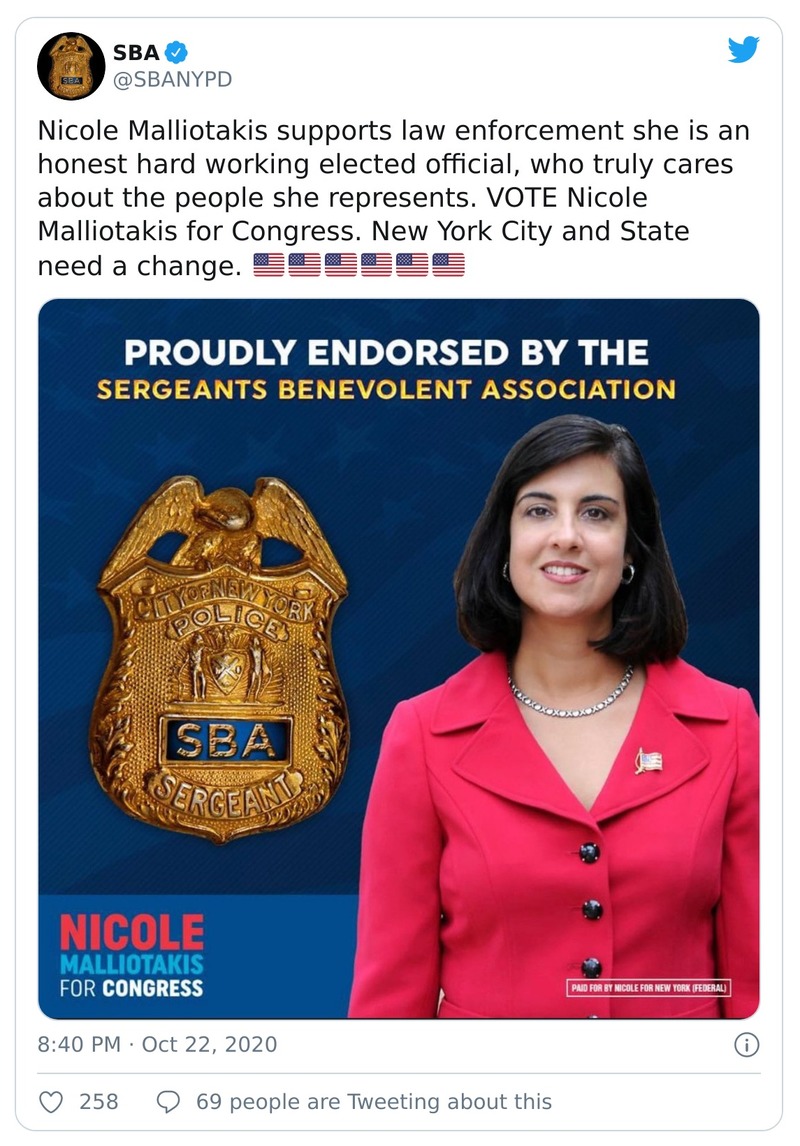 SBA
@SBANYPD
SBA
Nicole Malliotakis supports law enforcement she is an
honest hard working elected official, who truly cares
about the people she represents. VOTE Nicole
Malliotakis for Congress. New York City and State
need a change. 🇺🇸🇺🇸🇺🇸🇺🇸🇺🇸🇺🇸
PROUDLY ENDORSED BY THE
SERGEANTS BENEVOLENT ASSOCIATION
CITY OF NEW YORK
POLICE
SBA
SERGEANT
NICOLE
MALLIOTAKIS
FOR CONGRESS
PAID FOR BY NICOLE FOR NEW YORK (FEDERAL)
8:40 PM · Oct 22, 2020
258
69 people are Tweeting about this